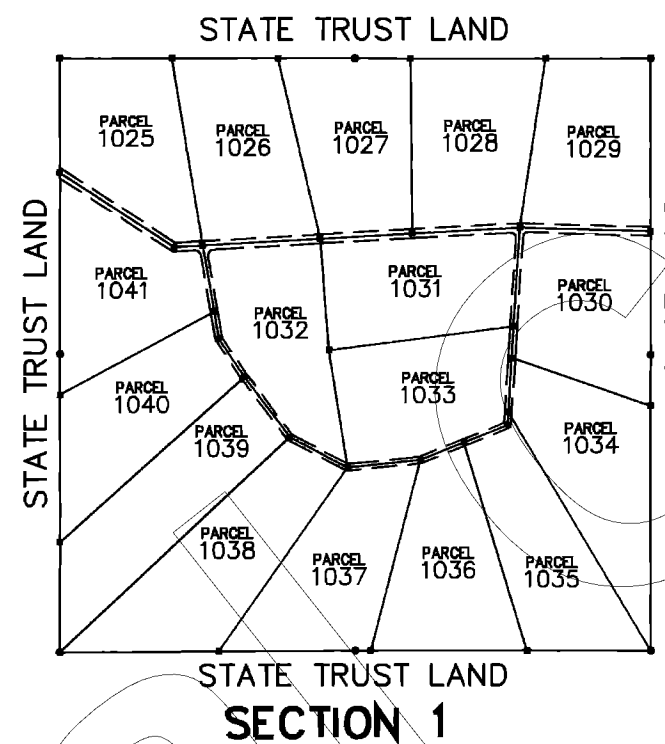 STATE TRUST LAND
PARCEL
1025
PARCEL
1026
PARCEL
1027
PARCEL
1028
PARCEL
1029
STATE TRUST LAND
PARCEL
1041
PARCEL
1032
PARCEL
1031
PARCEL
1030
PARCEL
1040
PARCEL
1039
PARCEL
1033
PARCEL
1034
PARCEL
1038
PARCEL
1037
PARCEL
1036
PARCEL
1035
STATE TRUST LAND
SECTION 1